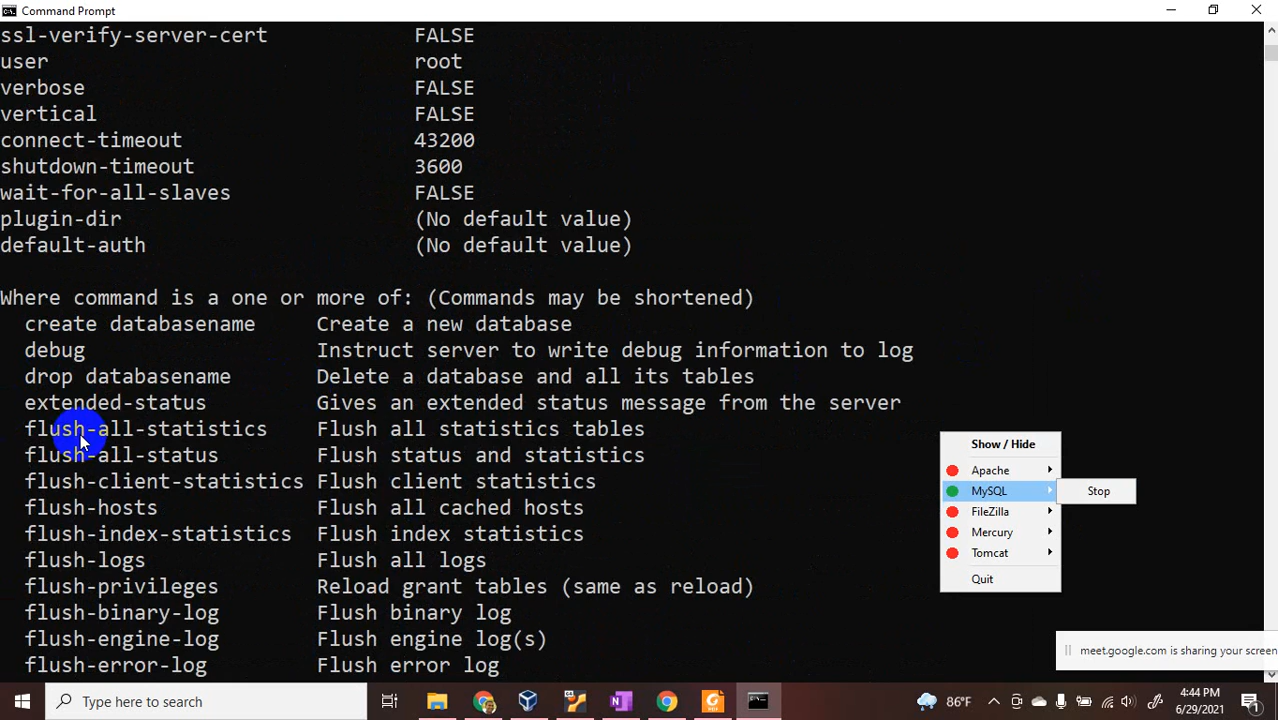 Command Prompt
ssl-verify-server-cert FALSE
user root
verbose FALSE
vertical FALSE
connect-timeout 43200
shutdown-timeout 3600
wait-for-all-slaves FALSE
plugin-dir (No default value)
default-auth (No default value)
Where command is a one or more of: (Commands may be shortened)
create databasename Create a new database
debug Instruct server to write debug information to log
drop databasename Delete a database and all its tables
extended-status Gives an extended status message from the server
flush-all-statistics Flush all statistics tables
flush-all-status Flush status and statistics
flush-client-statistics Flush client statistics
flush-hosts Flush all cached hosts
flush-index-statistics Flush index statistics
flush-logs Flush all logs
flush-privileges Reload grant tables (same as reload)
flush-binary-log Flush binary log
flush-engine-log Flush engine log(s)
flush-error-log Flush error log
Show / Hide
Apache
MySQL
Stop
FileZilla
Mercury
Tomcat
Quit
meet.google.com is sharing your screen
Type here to search
86°F
4:44 PM
6/29/2021
1